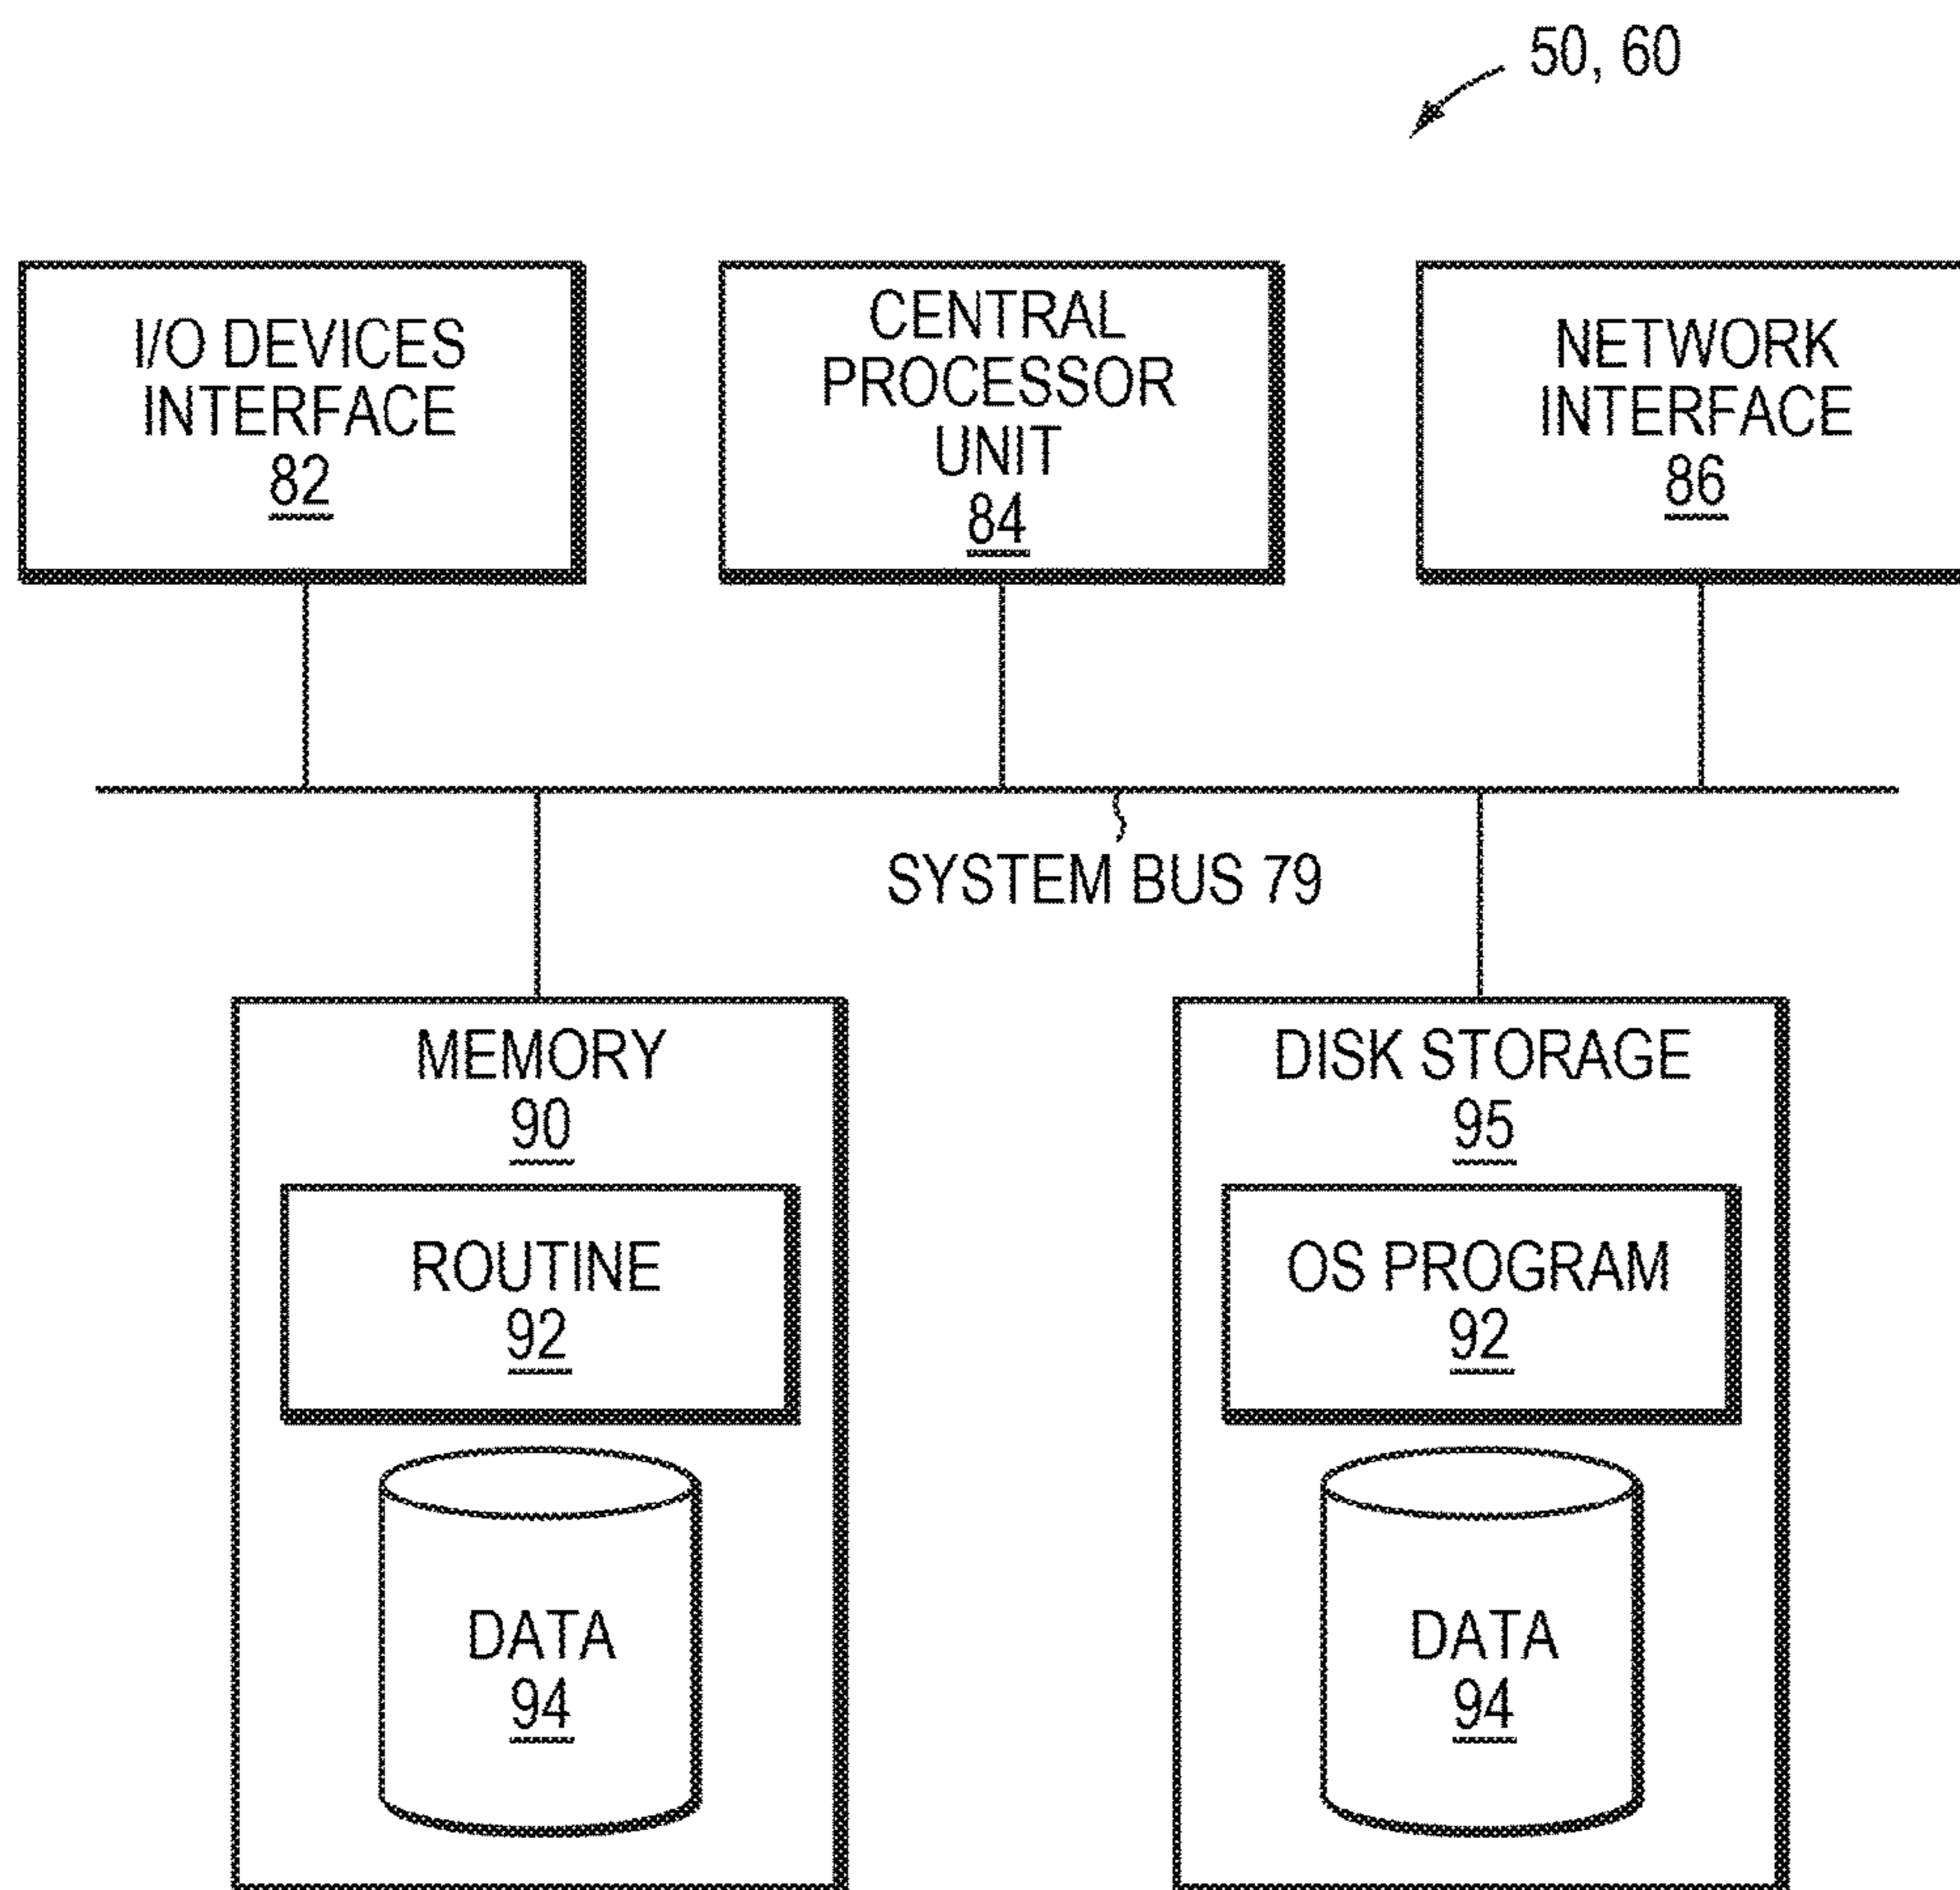 50, 60
I/O DEVICES
INTERFACE
82
CENTRAL
PROCESSOR
UNIT
84
NETWORK
INTERFACE
86
SYSTEM BUS 79
MEMORY
90
ROUTINE
92
DATA
94
DISK STORAGE
95
OS PROGRAM
92
DATA
94